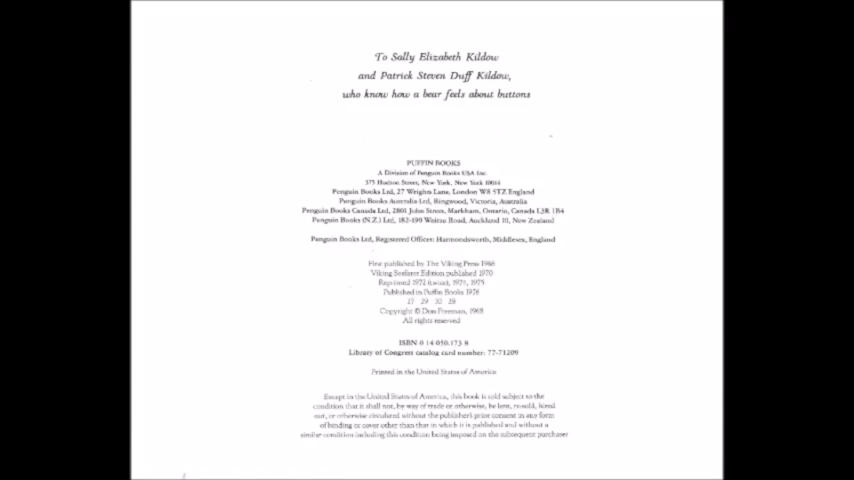 To Sally Elizabeth Kildow
and Patrick Steven Duff Kildow,
who know how a bear feels about buttons
PUFFIN BOOKS
A Division of Penguin Books USA Inc.
375 Hudson Street, New York, New York 10014
Penguin Books Ltd, 27 Wrights Lane, London W8 5TZ England
Penguin Books Australia Ltd, Ringwood, Victoria, Australia
Penguin Books Canada Ltd, 2801 John Street, Markham, Ontario, Canada L3R 1B4
Penguin Books (N.Z.) Ltd, 182-190 Wairau Road, Auckland 10, New Zealand
Penguin Books Ltd, Registered Offices: Harmondsworth, Middlesex, England
First published by The Viking Press 1968
Viking Seafarer Edition published 1970
Reprinted 1972 (twice), 1974, 1975
Published in Puffin Books 1976
27 29 30 28
Copyright © Don Freeman, 1968
All rights reserved
ISBN 0 14 050.173 8
Library of Congress catalog card number: 77-71209
Printed in the United States of America
Except in the United States of America, this book is sold subject to the
condition that it shall not, by way of trade or otherwise, be lent, re-sold, hired
out, or otherwise circulated without the publisher's prior consent in any form
of binding or cover other than that in which it is published and without a
similar condition including this condition being imposed on the subsequent purchaser